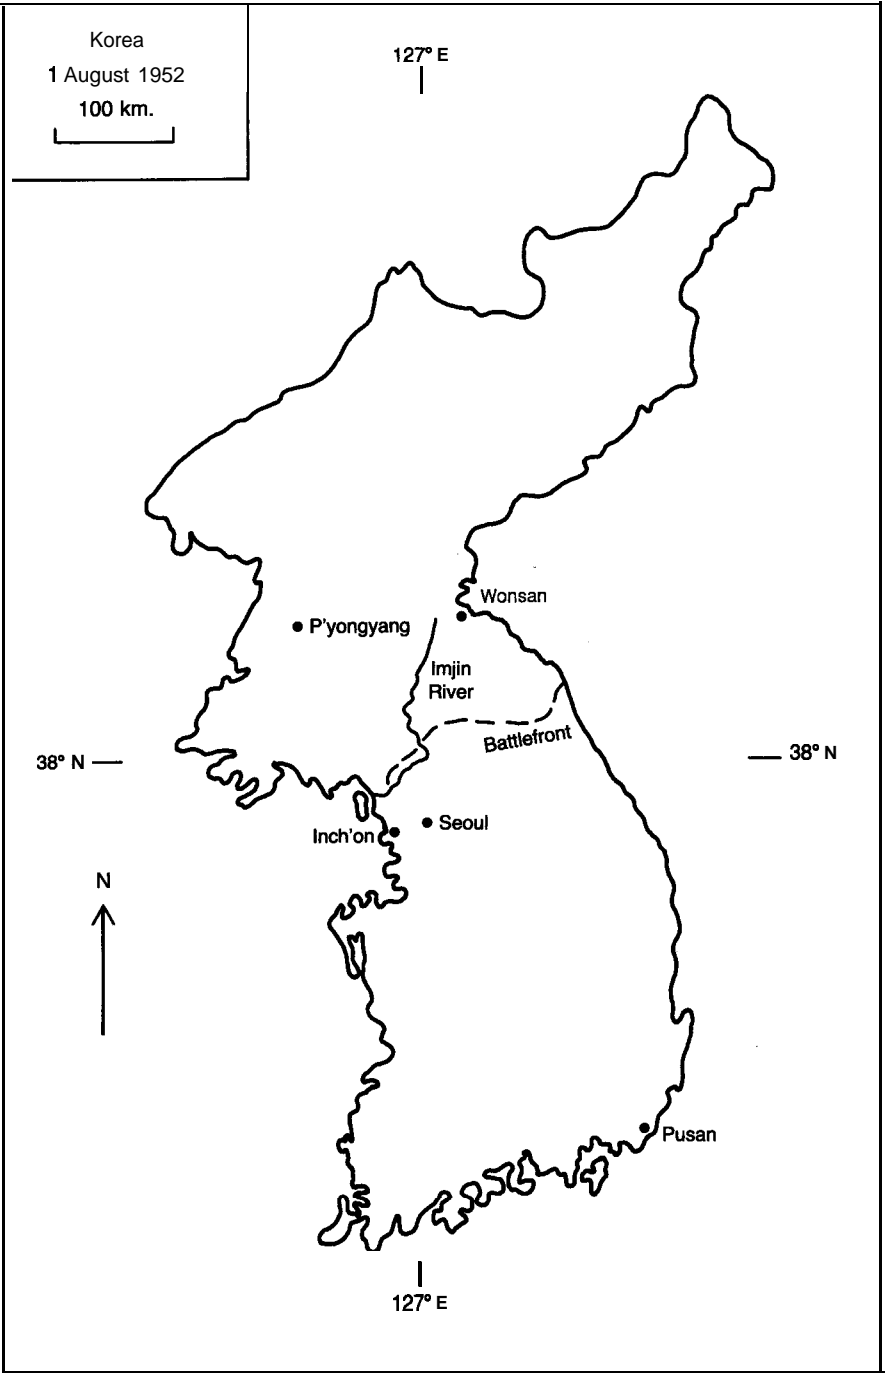 Korea
1 August 1952
100 km.
127° E
Wonsan
P'yongyang
Imjin
River
Battlefront
38° N
38° N
Seoul
Inch'on
N
Pusan
127° E